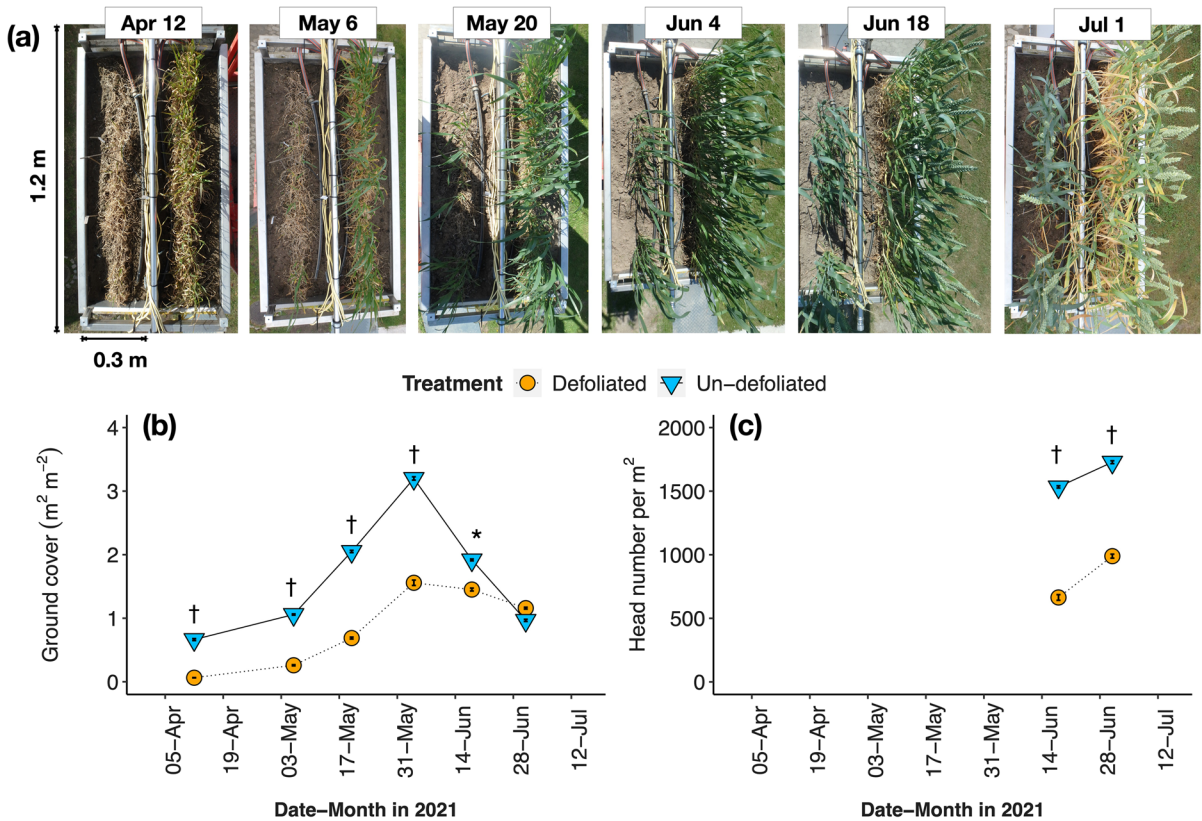 (a)
Apr 12
May 6
May 20
Jun 4
Jun 18
Jul 1
1.2 m
0.3 m
Treatment Defoliated Un−defoliated
(b)
Ground cover (m² m⁻²)
4
3
2
1
0
†
†
†
†
*
05−Apr
19−Apr
03−May
17−May
31−May
14−Jun
28−Jun
12−Jul
Date−Month in 2021
(c)
Head number per m²
2000
1500
1000
500
0
†
†
05−Apr
19−Apr
03−May
17−May
31−May
14−Jun
28−Jun
12−Jul
Date−Month in 2021